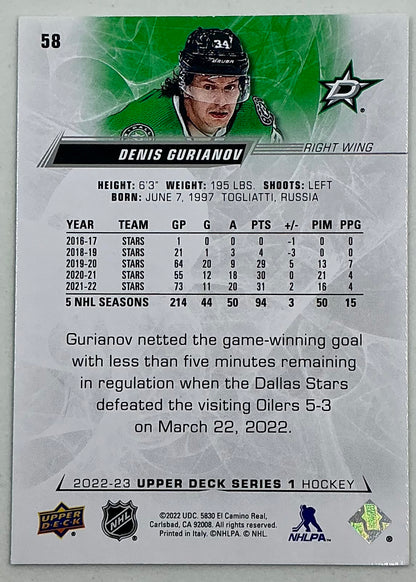 58
34
BAUER
D
®
DENIS GURIANOV
RIGHT WING
HEIGHT: 6'3" WEIGHT: 195 LBS. SHOOTS: LEFT
BORN: JUNE 7, 1997 TOGLIATTI, RUSSIA
YEAR TEAM GP G A PTS +/- PIM PPG
2016-17 STARS 1 0 0 0 -1 0 0
2018-19 STARS 21 1 3 4 -3 0 0
2019-20 STARS 64 20 9 29 5 13 7
2020-21 STARS 55 12 18 30 0 21 4
2021-22 STARS 73 11 20 31 2 16 4
5 NHL SEASONS 214 44 50 94 3 50 15
Gurianov netted the game-winning goal
with less than five minutes remaining
in regulation when the Dallas Stars
defeated the visiting Oilers 5-3
on March 22, 2022.
2022-23 UPPER DECK SERIES 1 HOCKEY
UPPER DECK
NHL
©2022 UDC. 5830 El Camino Real,
Carlsbad, CA 92008. All rights reserved.
Printed in Italy. ©NHLPA. © NHL.
NHLPA
®